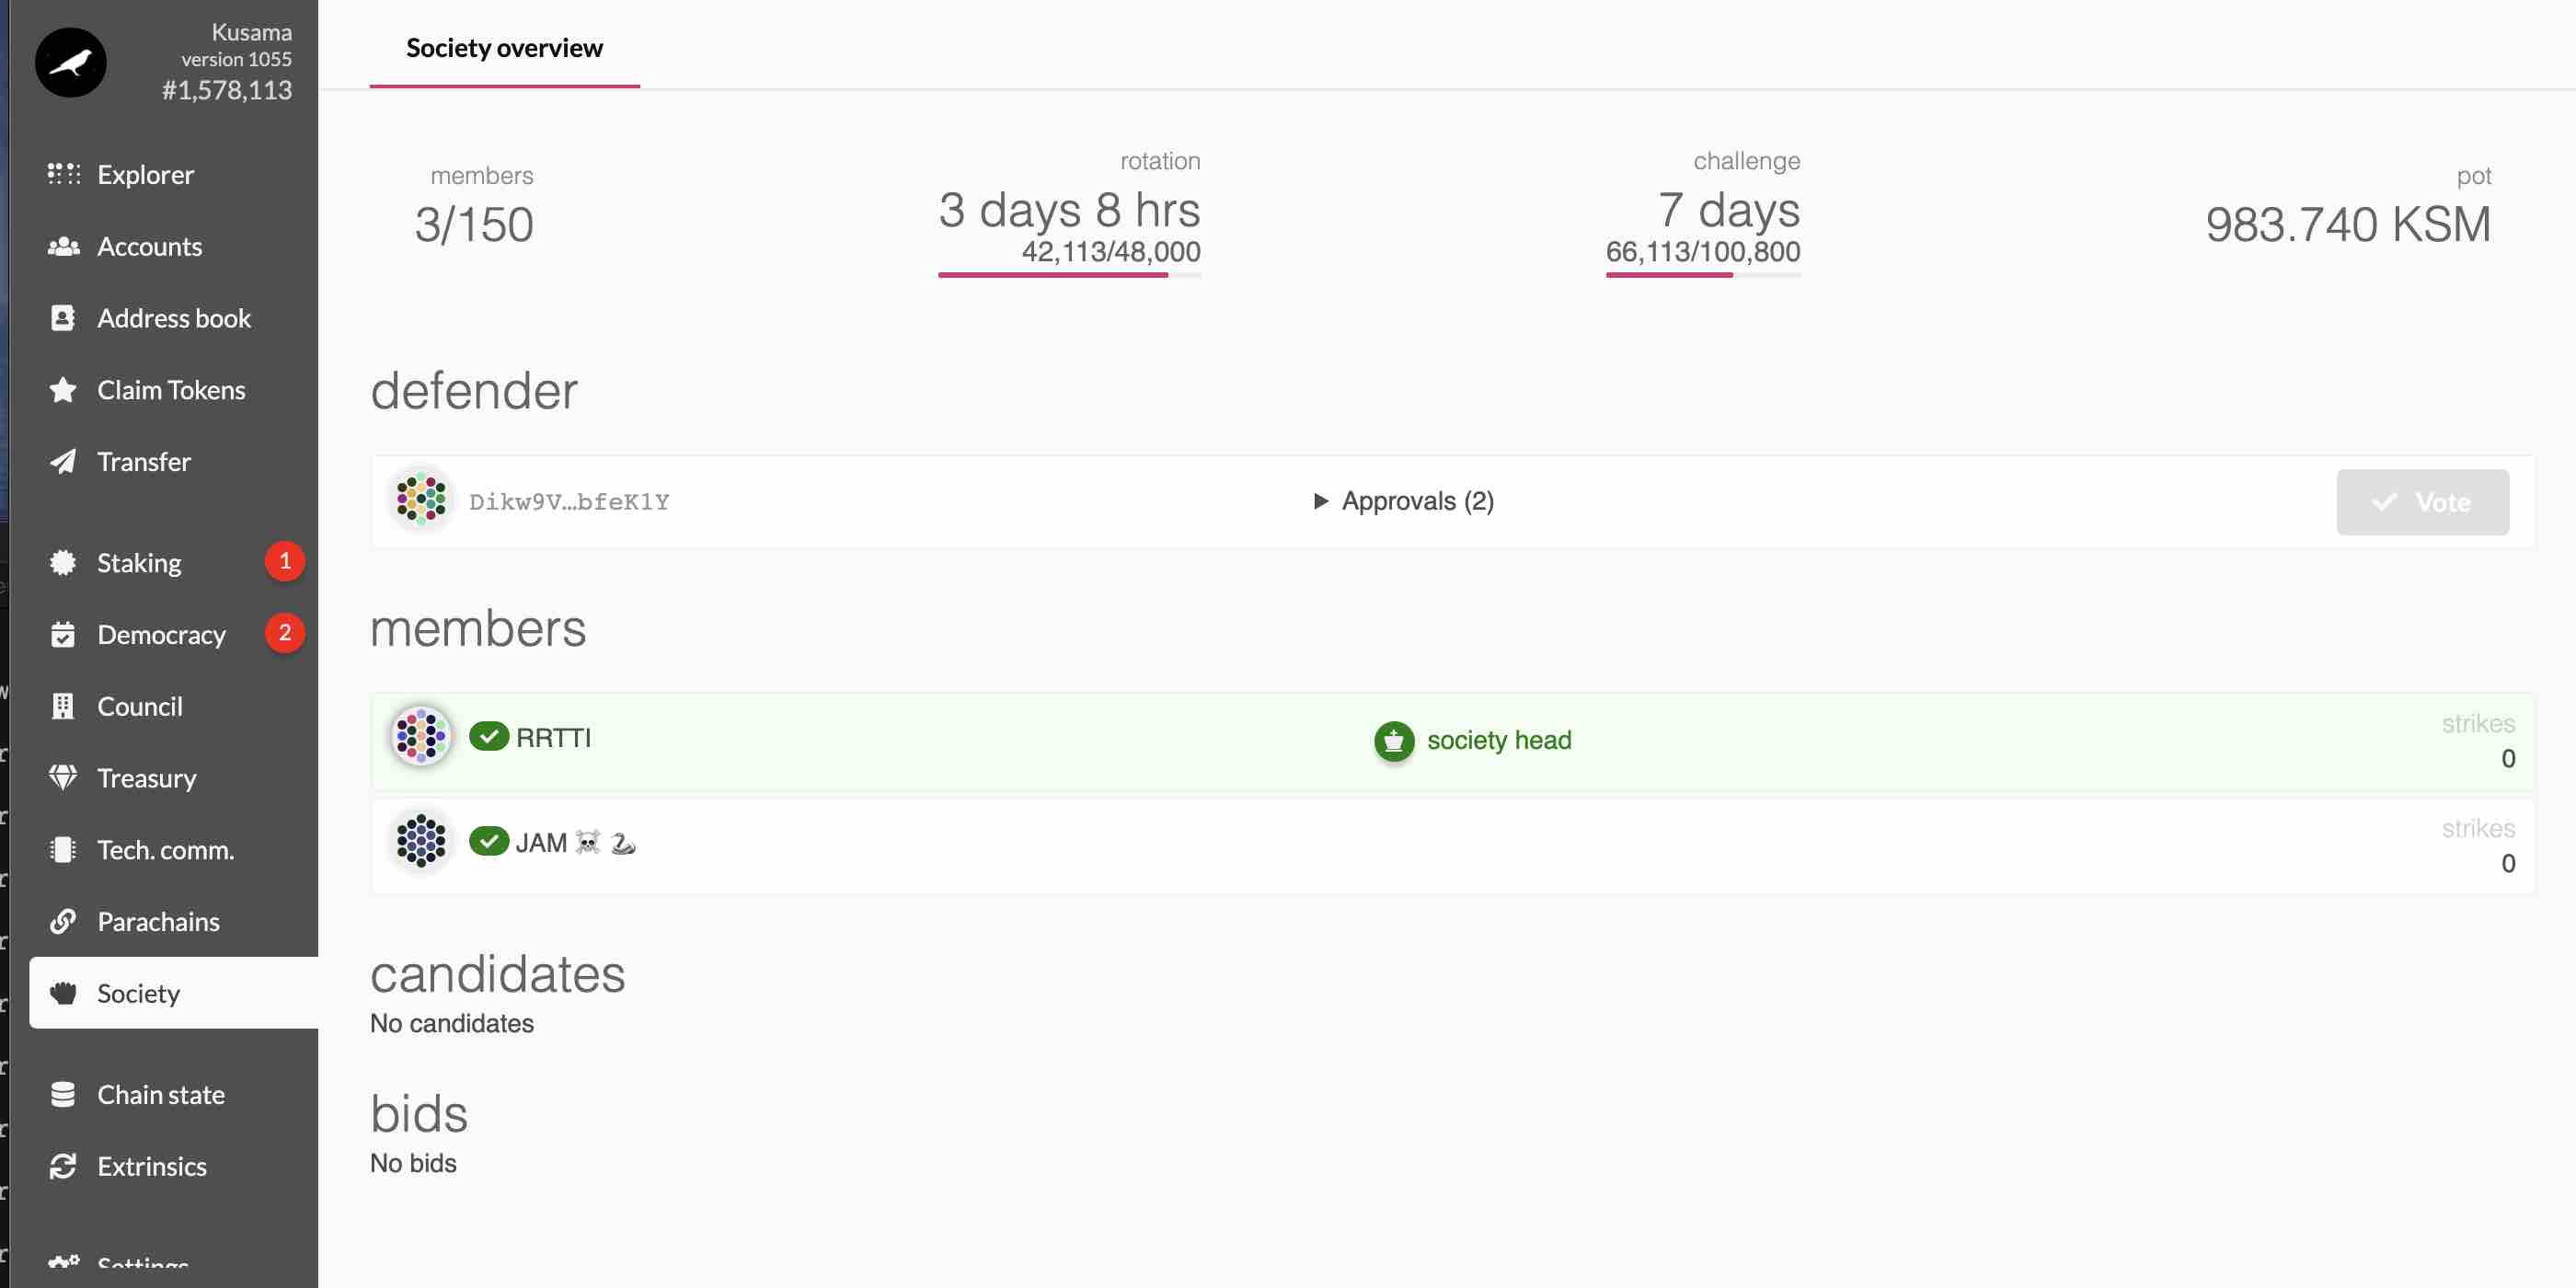 Kusama
version 1055
#1,578,113
Explorer
Accounts
Address book
Claim Tokens
Transfer
Staking 1
Democracy 2
Council
Treasury
Tech. comm.
Parachains
Society
Chain state
Extrinsics
Settings
Society overview
members
3/150
rotation
3 days 8 hrs
42,113/48,000
challenge
7 days
66,113/100,800
pot
983.740 KSM
defender
Dikw9V…bfeK1Y
Approvals (2)
Vote
members
RRTTI
society head
strikes
0
JAM ☠️ 🐍
strikes
0
candidates
No candidates
bids
No bids